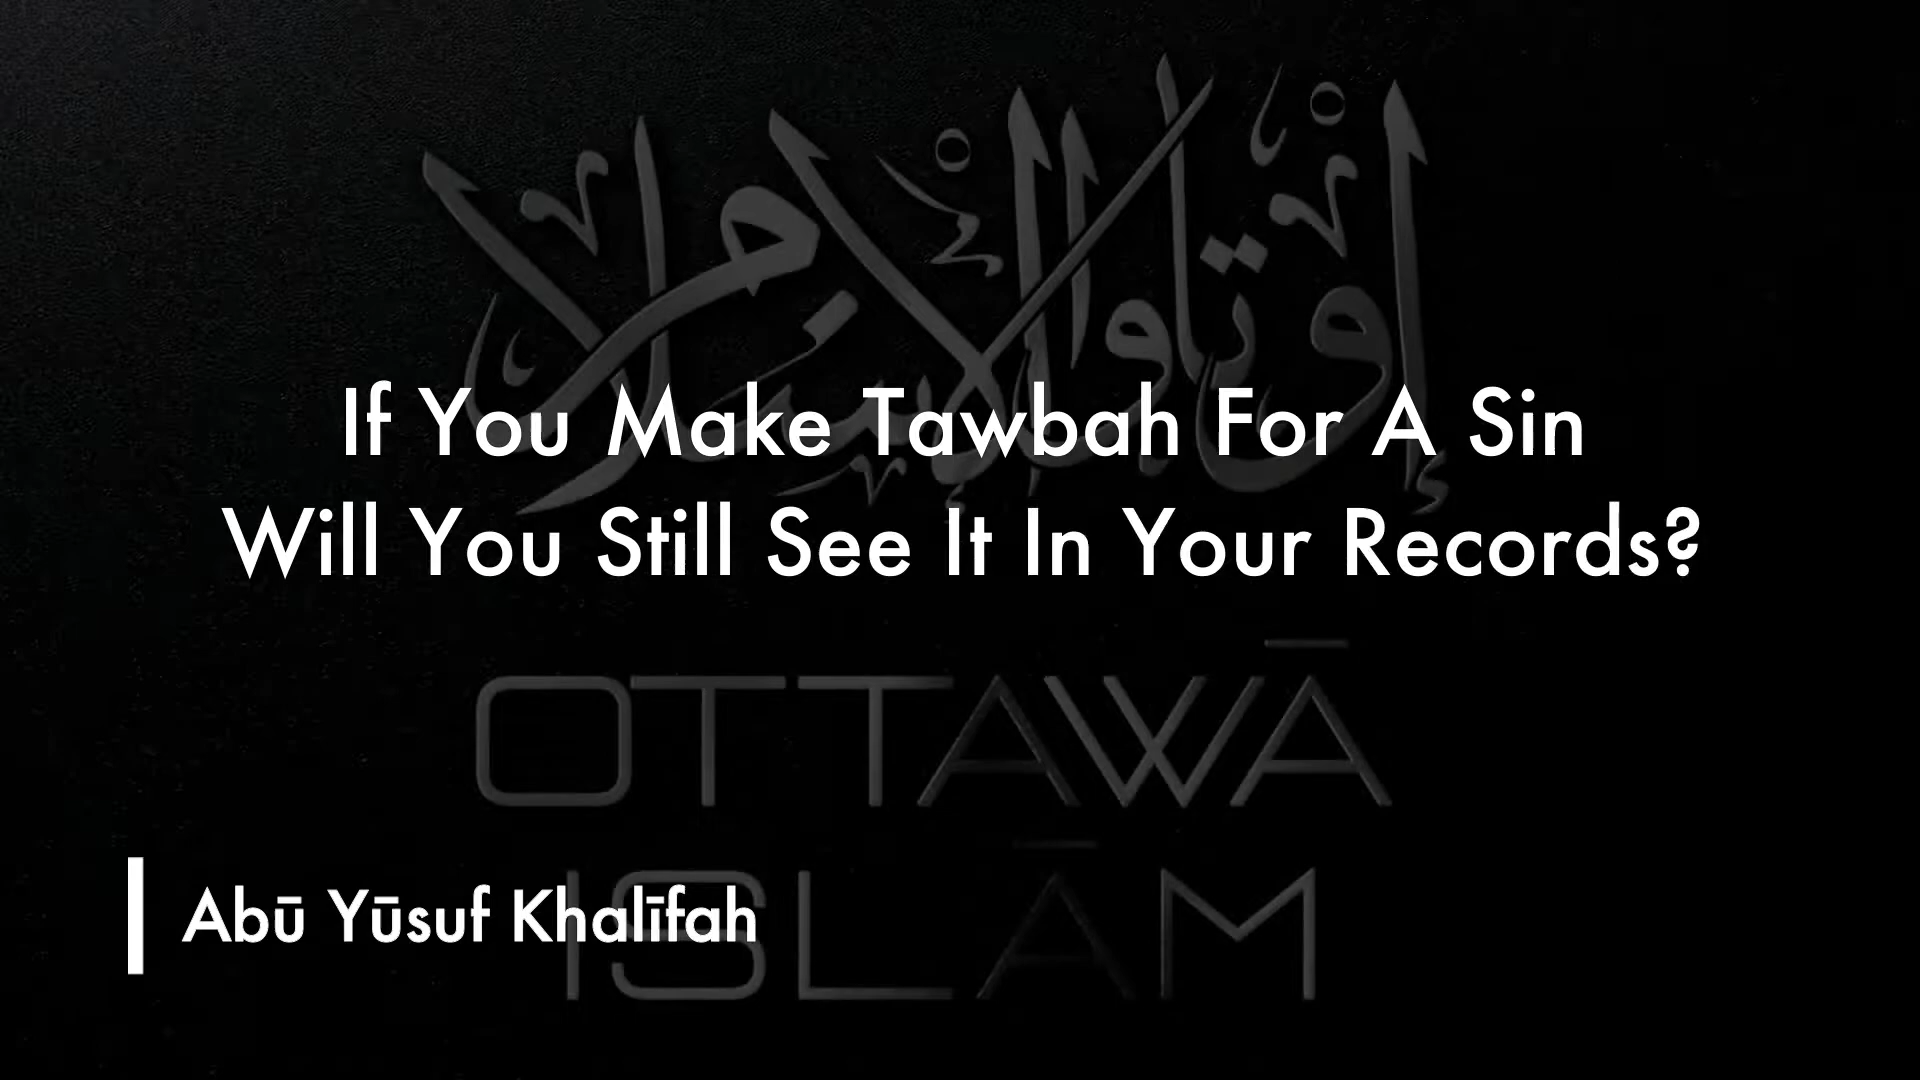 أوتاوا الإسلام
If You Make Tawbah For A Sin
Will You Still See It In Your Records?
OTTAWĀ
ISLĀM
Abū Yūsuf Khalīfah